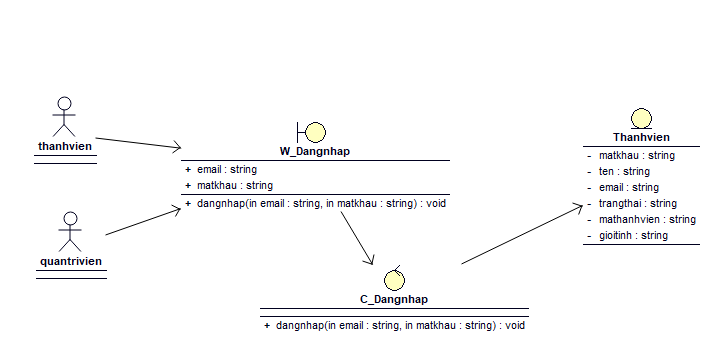 thanhvien
quantrivien
W_Dangnhap
+ email : string
+ matkhau : string
+ dangnhap(in email : string, in matkhau : string) : void
C_Dangnhap
+ dangnhap(in email : string, in matkhau : string) : void
Thanhvien
- matkhau : string
- ten : string
- email : string
- trangthai : string
- mathanhvien : string
- gioitinh : string